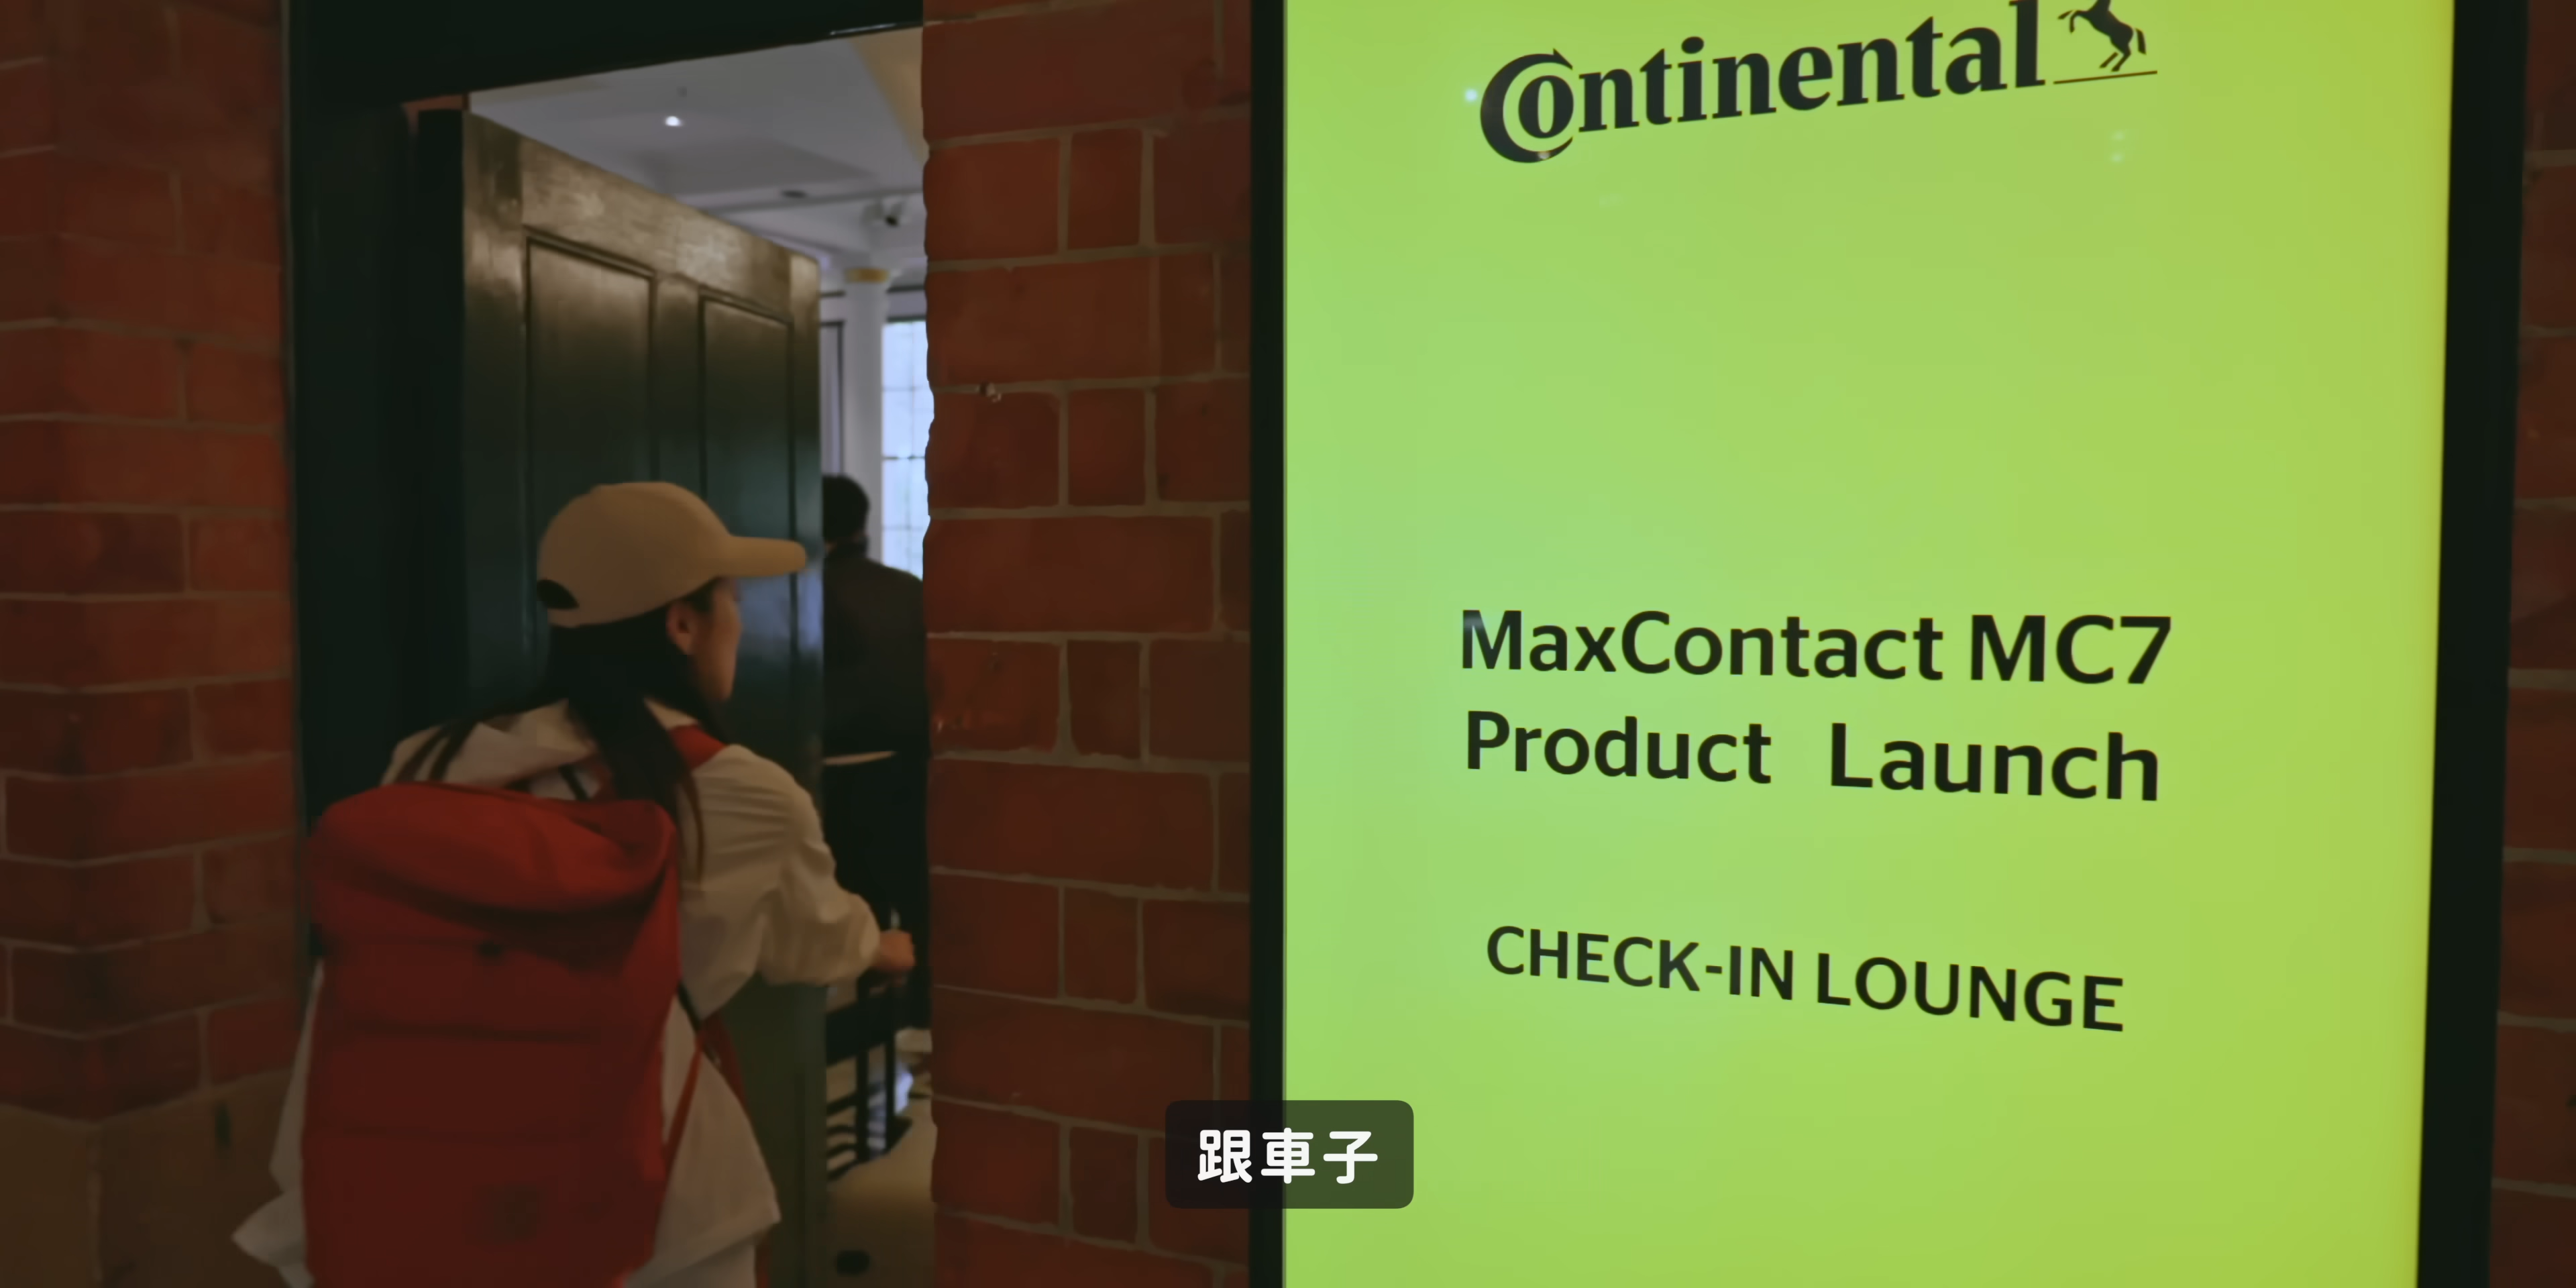 Continental
MaxContact MC7
Product Launch
CHECK-IN LOUNGE
跟車子